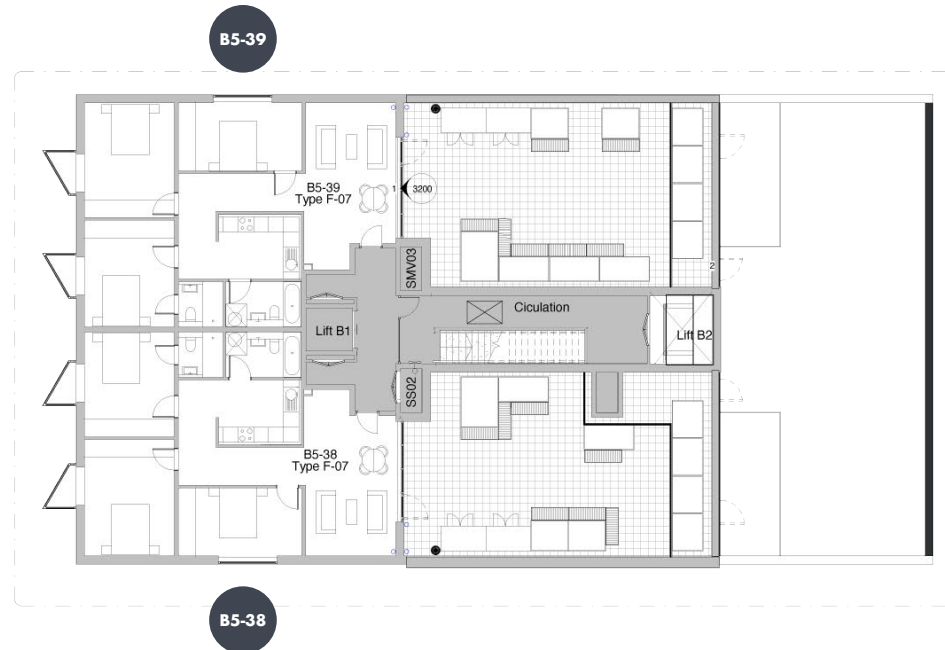 B5-39
B5-39
Type F-07
1
3200
SMV03
2
Ciculation
Lift B1
Lift B2
SS02
B5-38
Type F-07
B5-38